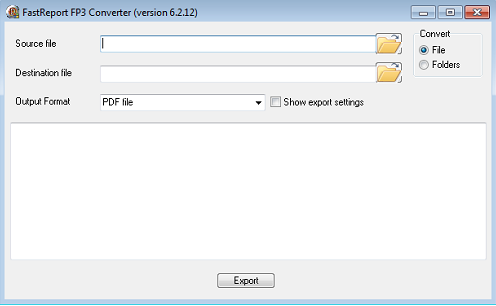 FastReport FP3 Converter (version 6.2.12)
Source file
Convert
File
Folders
Destination file
Output Format
PDF file
Show export settings
Export